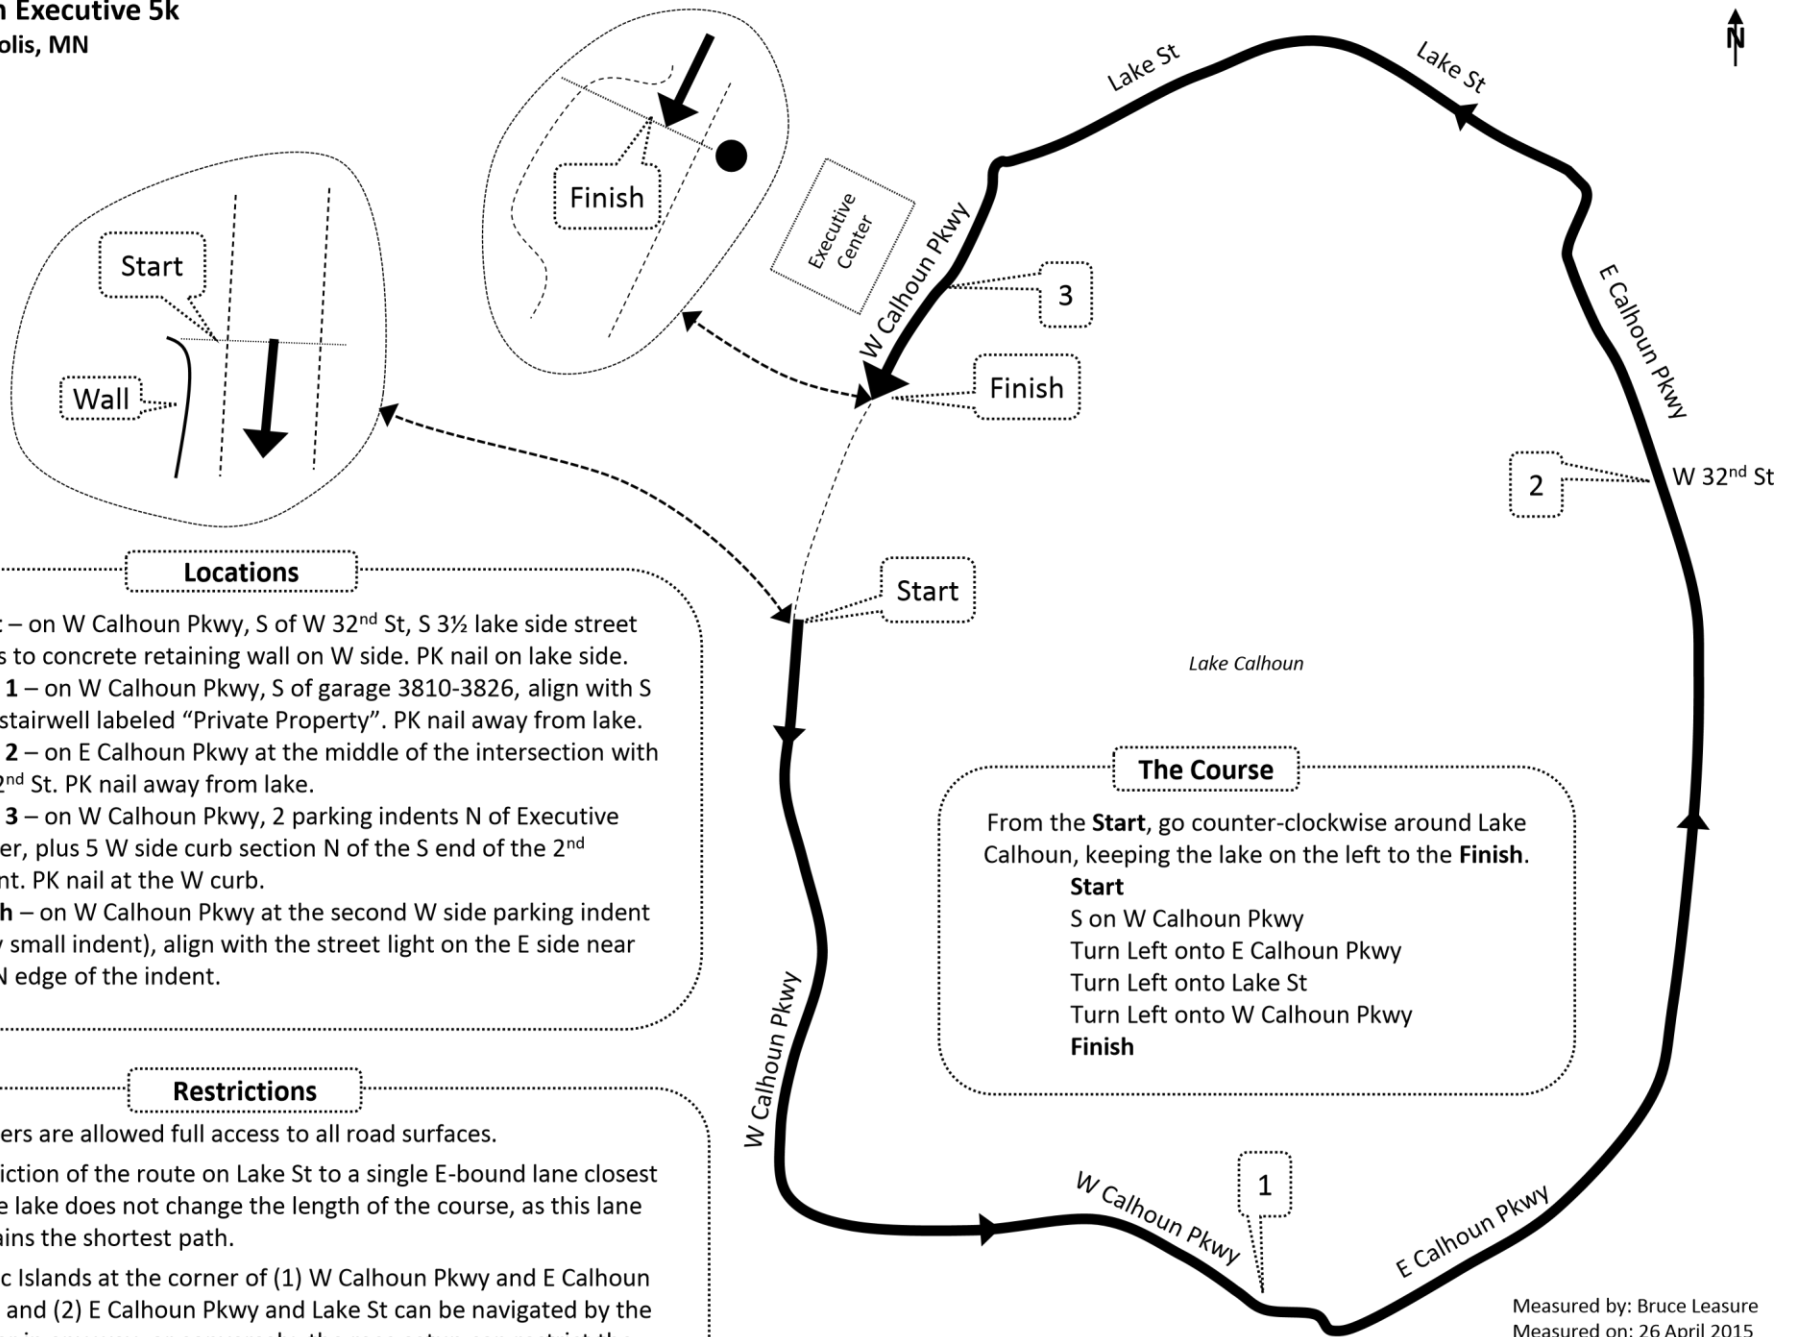 Executive 5k
olis, MN
N
Lake St
Lake St
Finish
Executive
Center
W Calhoun Pkwy
3
Finish
Start
Wall
E Calhoun Pkwy
2
W 32nd St
Start
Lake Calhoun
Locations
– on W Calhoun Pkwy, S of W 32nd St, S 3½ lake side street
s to concrete retaining wall on W side. PK nail on lake side.
1 – on W Calhoun Pkwy, S of garage 3810-3826, align with S
stairwell labeled “Private Property”. PK nail away from lake.
2 – on E Calhoun Pkwy at the middle of the intersection with
2nd St. PK nail away from lake.
3 – on W Calhoun Pkwy, 2 parking indents N of Executive
er, plus 5 W side curb section N of the S end of the 2nd
nt. PK nail at the W curb.
h – on W Calhoun Pkwy at the second W side parking indent
y small indent), align with the street light on the E side near
N edge of the indent.
The Course
From the Start, go counter-clockwise around Lake
Calhoun, keeping the lake on the left to the Finish.
Start
S on W Calhoun Pkwy
Turn Left onto E Calhoun Pkwy
Turn Left onto Lake St
Turn Left onto W Calhoun Pkwy
Finish
W Calhoun Pkwy
Restrictions
ers are allowed full access to all road surfaces.
iction of the route on Lake St to a single E-bound lane closest
e lake does not change the length of the course, as this lane
ains the shortest path.
c Islands at the corner of (1) W Calhoun Pkwy and E Calhoun
and (2) E Calhoun Pkwy and Lake St can be navigated by the
W Calhoun Pkwy
1
E Calhoun Pkwy
Measured by: Bruce Leasure
Measured on: 26 April 2015